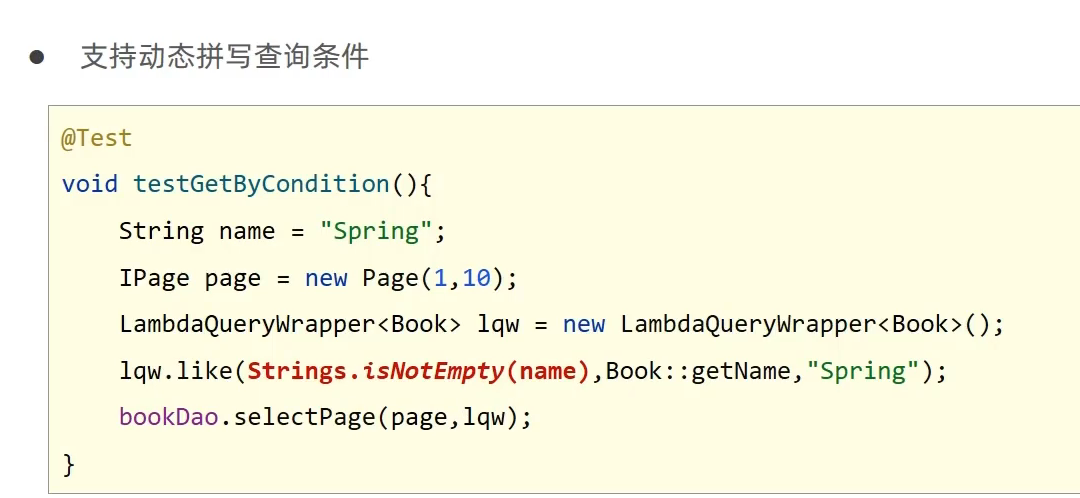 ● 支持动态拼写查询条件
@Test
void testGetByCondition(){
    String name = "Spring";
    IPage page = new Page(1,10);
    LambdaQueryWrapper<Book> lqw = new LambdaQueryWrapper<Book>();
    lqw.like(Strings.isNotEmpty(name),Book::getName,"Spring");
    bookDao.selectPage(page,lqw);
}